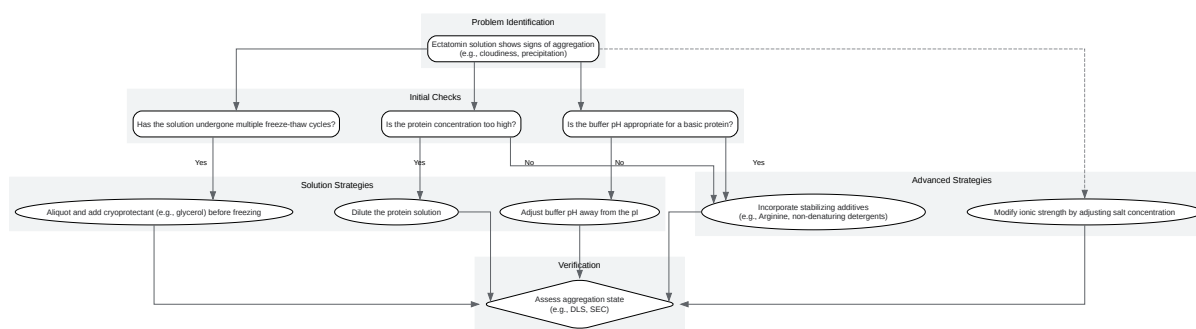 Problem Identification
Ectatomin solution shows signs of aggregation
(e.g., cloudiness, precipitation)
Initial Checks
Has the solution undergone multiple freeze-thaw cycles?
Is the protein concentration too high?
Is the buffer pH appropriate for a basic protein?
Yes
Yes
No
No
Yes
Solution Strategies
Advanced Strategies
Aliquot and add cryoprotectant (e.g., glycerol) before freezing
Dilute the protein solution
Adjust buffer pH away from the pI
Incorporate stabilizing additives
(e.g., Arginine, non-denaturing detergents)
Modify ionic strength by adjusting salt concentration
Verification
Assess aggregation state
(e.g., DLS, SEC)